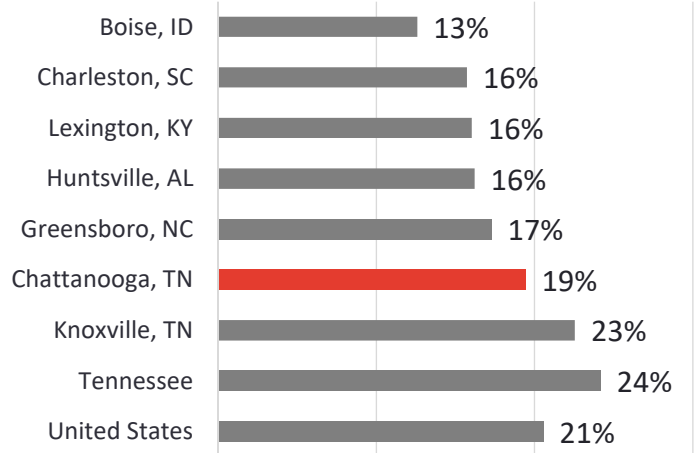 Boise, ID 13%
Charleston, SC 16%
Lexington, KY 16%
Huntsville, AL 16%
Greensboro, NC 17%
Chattanooga, TN 19%
Knoxville, TN 23%
Tennessee 24%
United States 21%